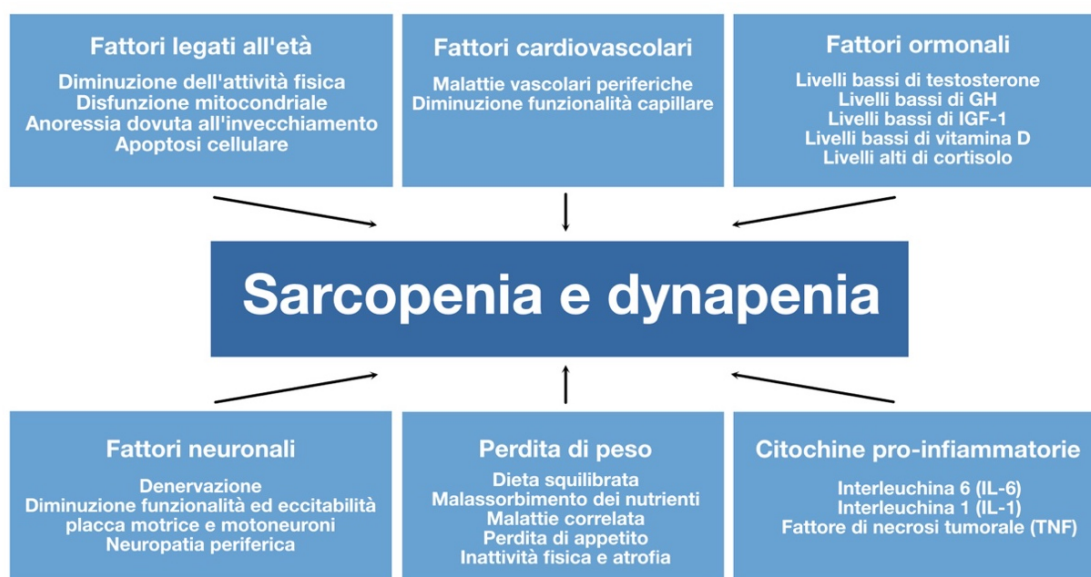 Fattori legati all'età
Diminuzione dell'attività fisica
Disfunzione mitocondriale
Anoressia dovuta all'invecchiamento
Apoptosi cellulare
Fattori cardiovascolari
Malattie vascolari periferiche
Diminuzione funzionalità capillare
Fattori ormonali
Livelli bassi di testosterone
Livelli bassi di GH
Livelli bassi di IGF-1
Livelli bassi di vitamina D
Livelli alti di cortisolo
Sarcopenia e dynapenia
Fattori neuronali
Denervazione
Diminuzione funzionalità ed eccitabilità
placca motrice e motoneuroni
Neuropatia periferica
Perdita di peso
Dieta squilibrata
Malassorbimento dei nutrienti
Malattie correlata
Perdita di appetito
Inattività fisica e atrofia
Citochine pro-infiammatorie
Interleuchina 6 (IL-6)
Interleuchina 1 (IL-1)
Fattore di necrosi tumorale (TNF)